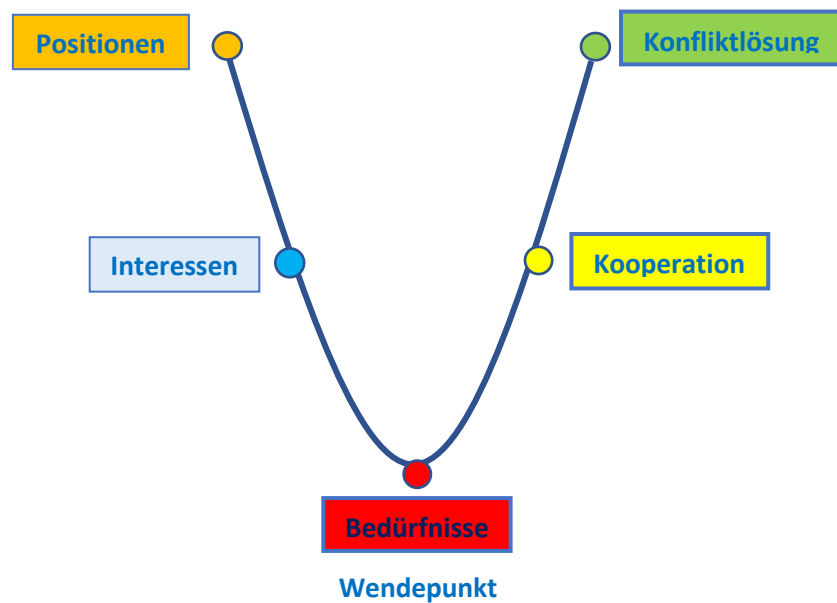 Positionen
Konfliktlösung
Interessen
Kooperation
Bedürfnisse
Wendepunkt